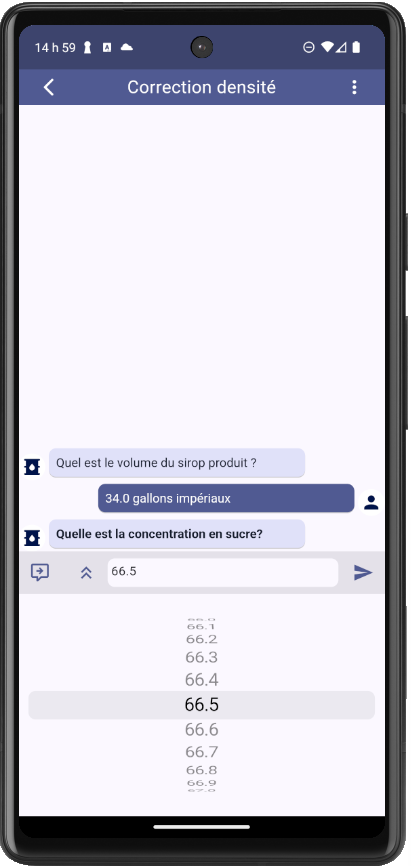 14 h 59
Correction densité
Quel est le volume du sirop produit ?
34.0 gallons impériaux
Quelle est la concentration en sucre?
66.5
66.1
66.2
66.3
66.4
66.5
66.6
66.7
66.8
66.9